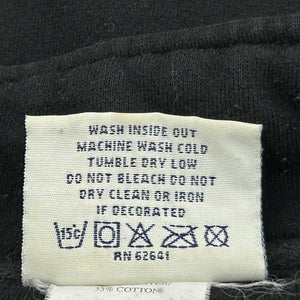 WASH INSIDE OUT
MACHINE WASH COLD
TUMBLE DRY LOW
DO NOT BLEACH DO NOT
DRY CLEAN OR IRON
IF DECORATED
15°C
RN 62641
35% COTTON